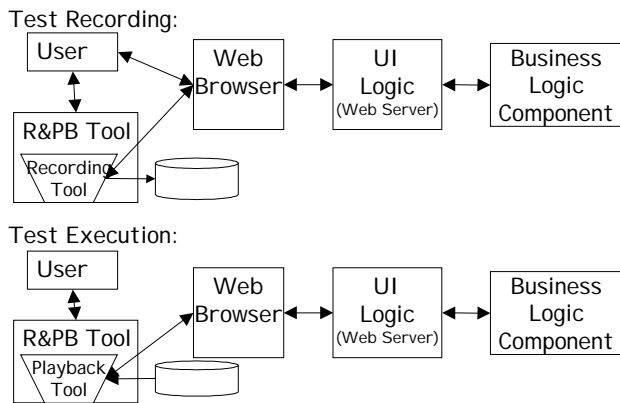 Test Recording:
User
Web
Browser
UI
Logic
(Web Server)
Business
Logic
Component
R&PB Tool
Recording
Tool
Test Execution:
User
Web
Browser
UI
Logic
(Web Server)
Business
Logic
Component
R&PB Tool
Playback
Tool